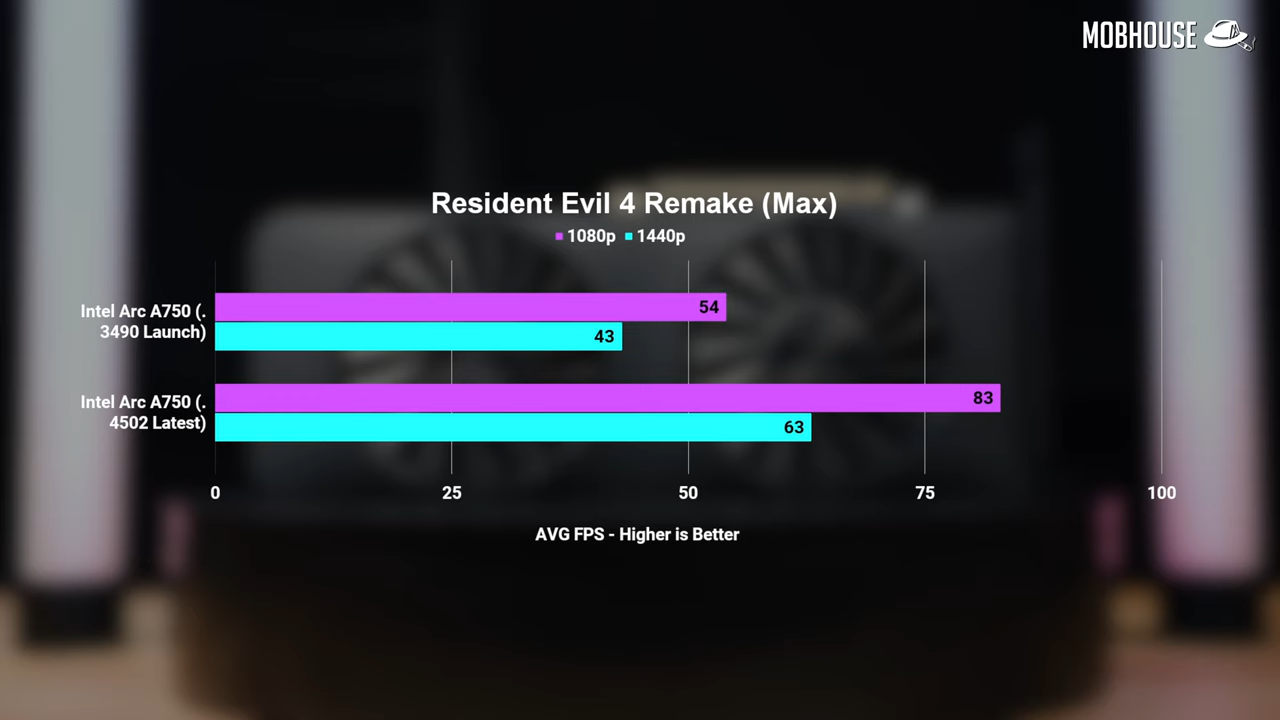 MOBHOUSE
Resident Evil 4 Remake (Max)
1080p 1440p
Intel Arc A750 (.
3490 Launch)
54
43
Intel Arc A750 (.
4502 Latest)
83
63
0 25 50 75 100
AVG FPS - Higher is Better